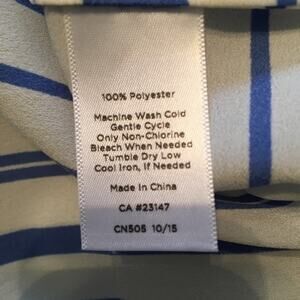 100% Polyester
Machine Wash Cold
Gentle Cycle
Only Non-Chlorine
Bleach When Needed
Tumble Dry Low
Cool Iron, If Needed
Made In China
CA #23147
CN505 10/15